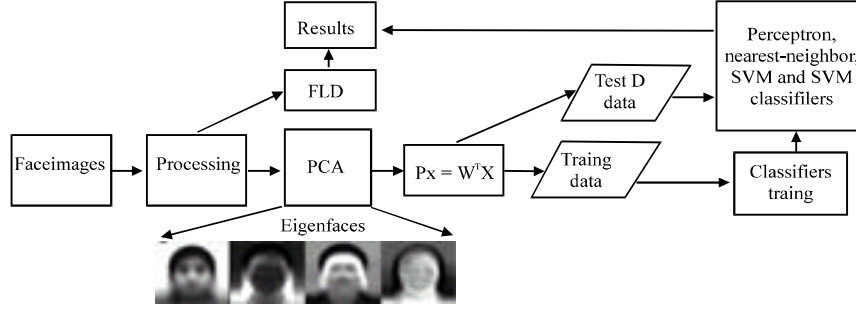 Results
FLD
Faceimages
Processing
PCA
Px = WᵀX
Test D
data
Traing
data
Perceptron,
nearest-neighbor,
SVM and SVM
classifilers
Classifiers
traing
Eigenfaces